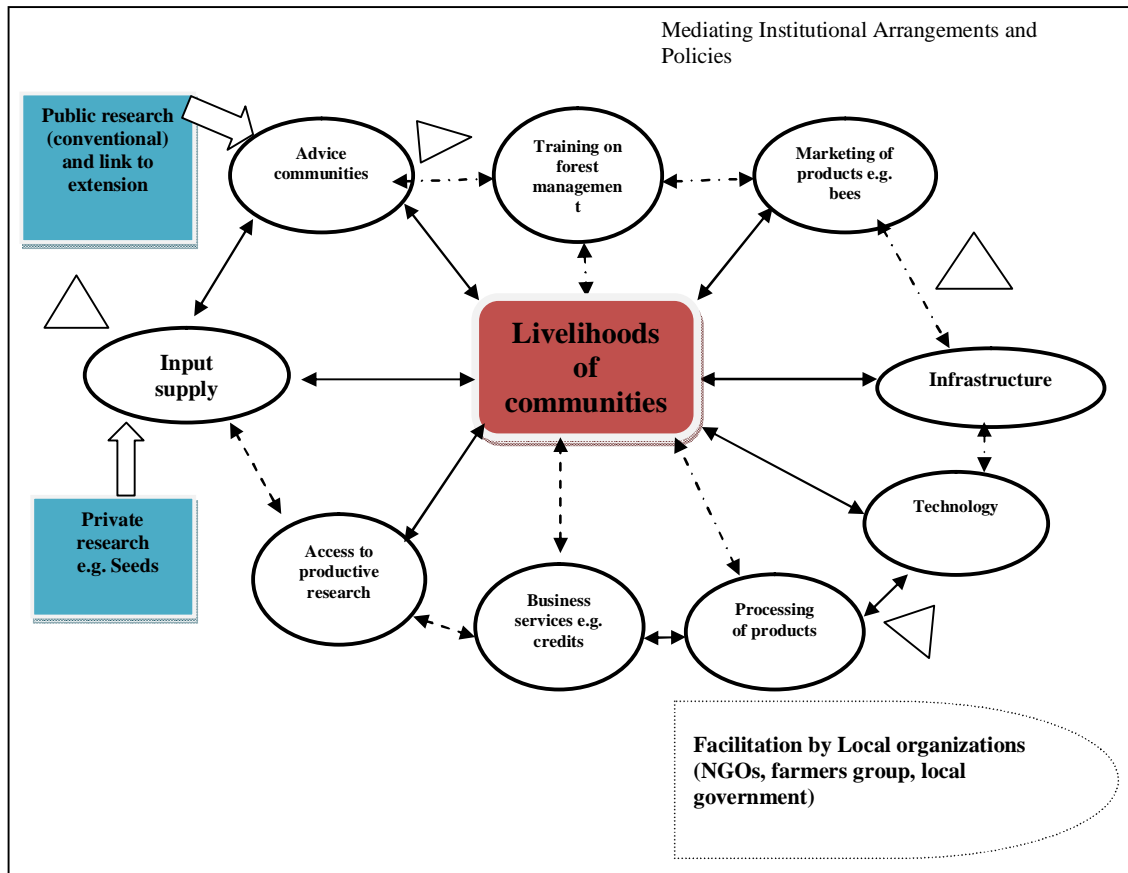 Mediating Institutional Arrangements and
Policies
Public research
(conventional)
and link to
extension
Advice
communities
Training on
forest
managemen
t
Marketing of
products e.g.
bees
Input
supply
Livelihoods
of
communities
Infrastructure
Private
research
e.g. Seeds
Access to
productive
research
Business
services e.g.
credits
Processing
of products
Technology
Facilitation by Local organizations
(NGOs, farmers group, local
government)